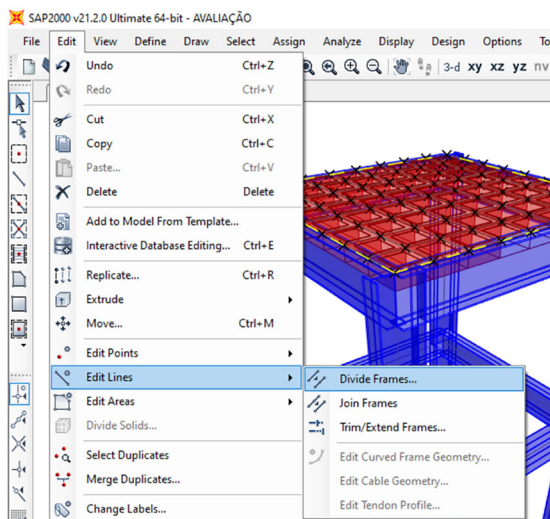 SAP2000 v21.2.0 Ultimate 64-bit - AVALIAÇÃO
File Edit View Define Draw Select Assign Analyze Display Design Options To
3-d xy xz yz nv
Undo Ctrl+Z
Redo Ctrl+Y
Cut Ctrl+X
Copy Ctrl+C
Paste... Ctrl+V
Delete Delete
Add to Model From Template...
Interactive Database Editing... Ctrl+E
Replicate... Ctrl+R
Extrude
Move... Ctrl+M
Edit Points
Edit Lines
Divide Frames...
Edit Areas
Join Frames
Divide Solids...
Trim/Extend Frames...
Select Duplicates
Edit Curved Frame Geometry...
Merge Duplicates...
Edit Cable Geometry...
Change Labels...
Edit Tendon Profile...